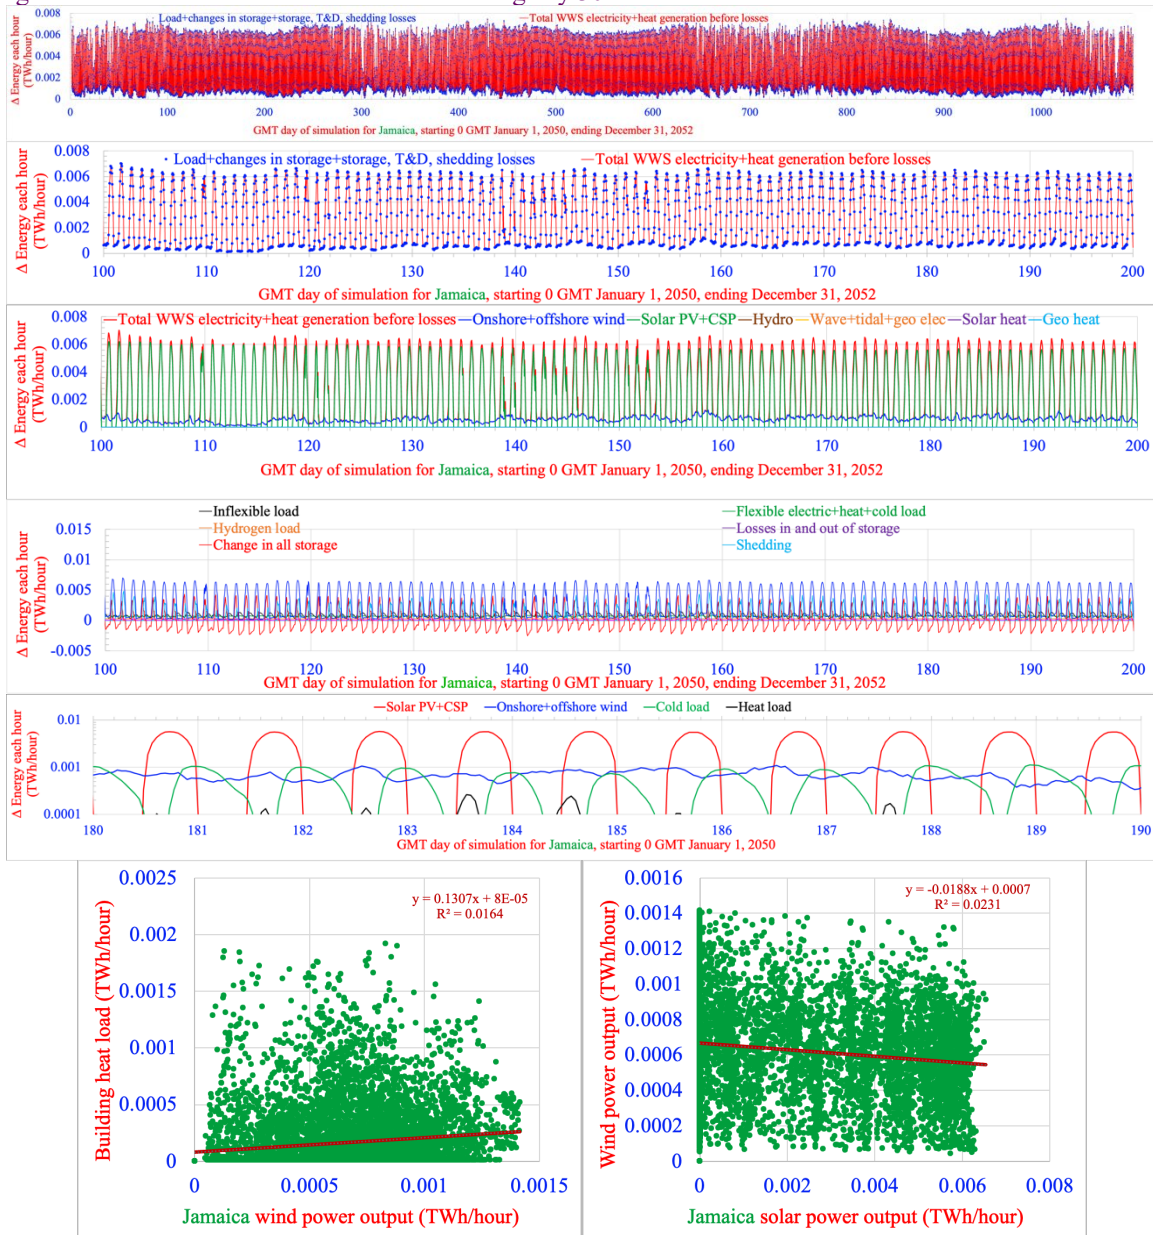 Load+changes in storage+storage, T&D, shedding losses —Total WWS electricity+heat generation before losses
Δ Energy each hour
(TWh/hour)
0.008
0.006
0.004
0.002
0
0 100 200 300 400 500 600 700 800 900 1000
GMT day of simulation for Jamaica, starting 0 GMT January 1, 2050, ending December 31, 2052
Load+changes in storage+storage, T&D, shedding losses —Total WWS electricity+heat generation before losses
Δ Energy each hour
(TWh/hour)
0.008
0.006
0.004
0.002
0
100 110 120 130 140 150 160 170 180 190 200
GMT day of simulation for Jamaica, starting 0 GMT January 1, 2050, ending December 31, 2052
—Total WWS electricity+heat generation before losses —Onshore+offshore wind —Solar PV+CSP —Hydro —Wave+tidal+geo elec —Solar heat —Geo heat
Δ Energy each hour
(TWh/hour)
0.008
0.006
0.004
0.002
0
100 110 120 130 140 150 160 170 180 190 200
GMT day of simulation for Jamaica, starting 0 GMT January 1, 2050, ending December 31, 2052
—Inflexible load —Flexible electric+heat+cold load
—Hydrogen load —Losses in and out of storage
—Change in all storage —Shedding
Δ Energy each hour
(TWh/hour)
0.015
0.01
0.005
0
-0.005
100 110 120 130 140 150 160 170 180 190 200
GMT day of simulation for Jamaica, starting 0 GMT January 1, 2050, ending December 31, 2052
—Solar PV+CSP —Onshore+offshore wind —Cold load —Heat load
Δ Energy each hour
(TWh/hour)
0.01
0.001
0.0001
180 181 182 183 184 185 186 187 188 189 190
GMT day of simulation for Jamaica, starting 0 GMT January 1, 2050
Building heat load (TWh/hour)
0.0025
0.002
0.0015
0.001
0.0005
0
y = 0.1307x + 8E-05
R² = 0.0164
0 0.0005 0.001 0.0015
Jamaica wind power output (TWh/hour)
Wind power output (TWh/hour)
0.0016
0.0014
0.0012
0.001
0.0008
0.0006
0.0004
0.0002
0
y = -0.0188x + 0.0007
R² = 0.0231
0 0.002 0.004 0.006 0.008
Jamaica solar power output (TWh/hour)